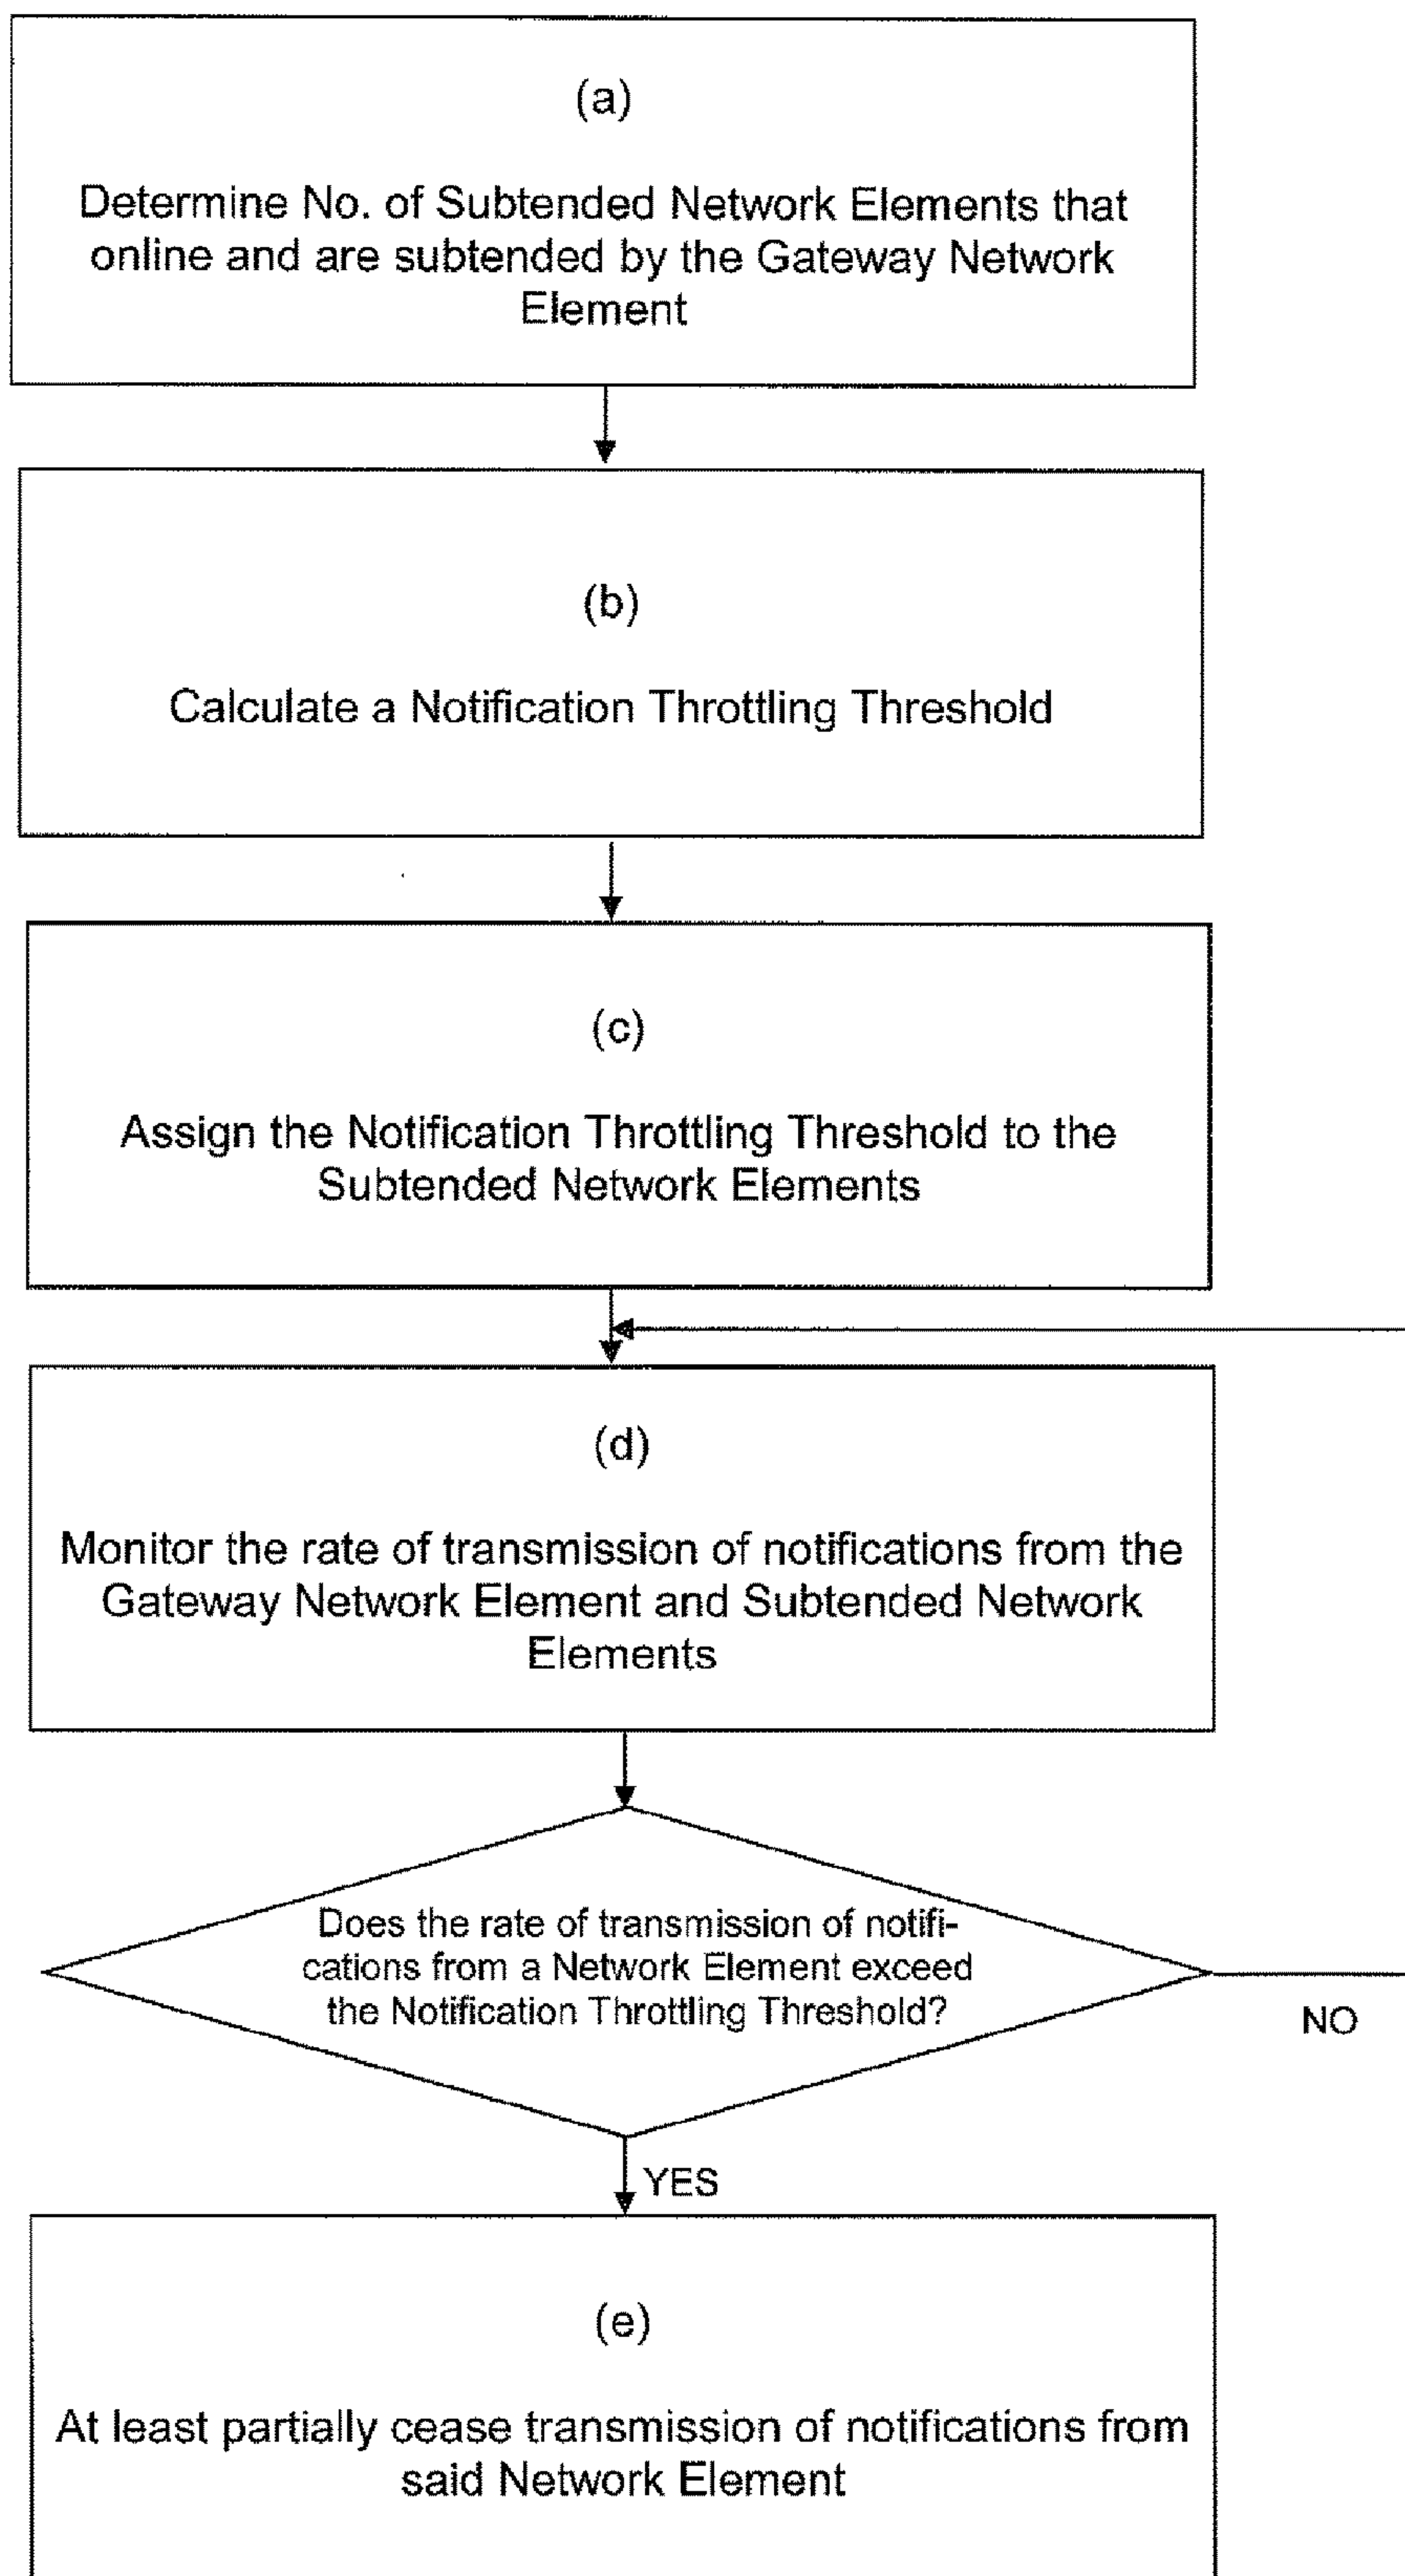 (a)
Determine No. of Subtended Network Elements that
online and are subtended by the Gateway Network
Element
(b)
Calculate a Notification Throttling Threshold
(c)
Assign the Notification Throttling Threshold to the
Subtended Network Elements
(d)
Monitor the rate of transmission of notifications from the
Gateway Network Element and Subtended Network
Elements
Does the rate of transmission of notifi-
cations from a Network Element exceed
the Notification Throttling Threshold?
NO
YES
(e)
At least partially cease transmission of notifications from
said Network Element